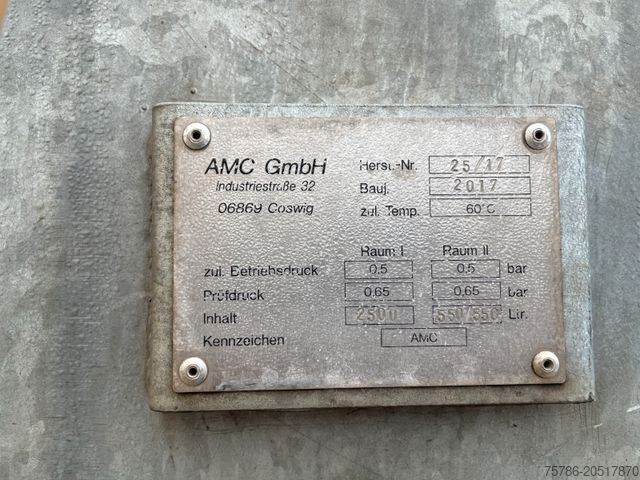 AMC GmbH
Industriestraße 32
06869 Coswig
Herst.-Nr. 25/17
Bauj. 2017
zul. Temp. 60°C
Raum I Raum II
zul. Betriebsdruck 0,5 0,5 bar
Prüfdruck 0,65 0,65 bar
Inhalt 2500 550/550 Ltr.
Kennzeichen AMC
75786-20517870